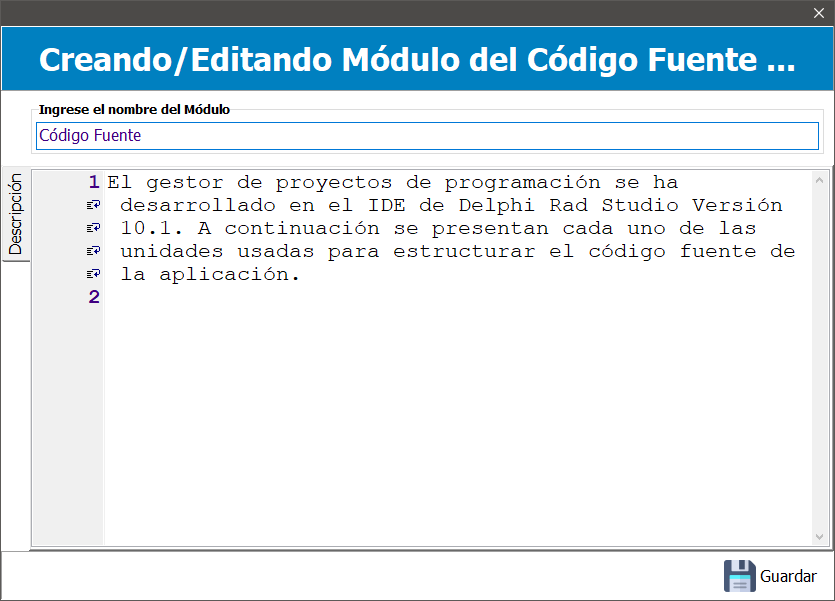 Creando/Editando Módulo del Código Fuente ...
Ingrese el nombre del Módulo
Código Fuente
Descripción
1 El gestor de proyectos de programación se ha
desarrollado en el IDE de Delphi Rad Studio Versión
10.1. A continuación se presentan cada uno de las
unidades usadas para estructurar el código fuente de
la aplicación.
2
Guardar